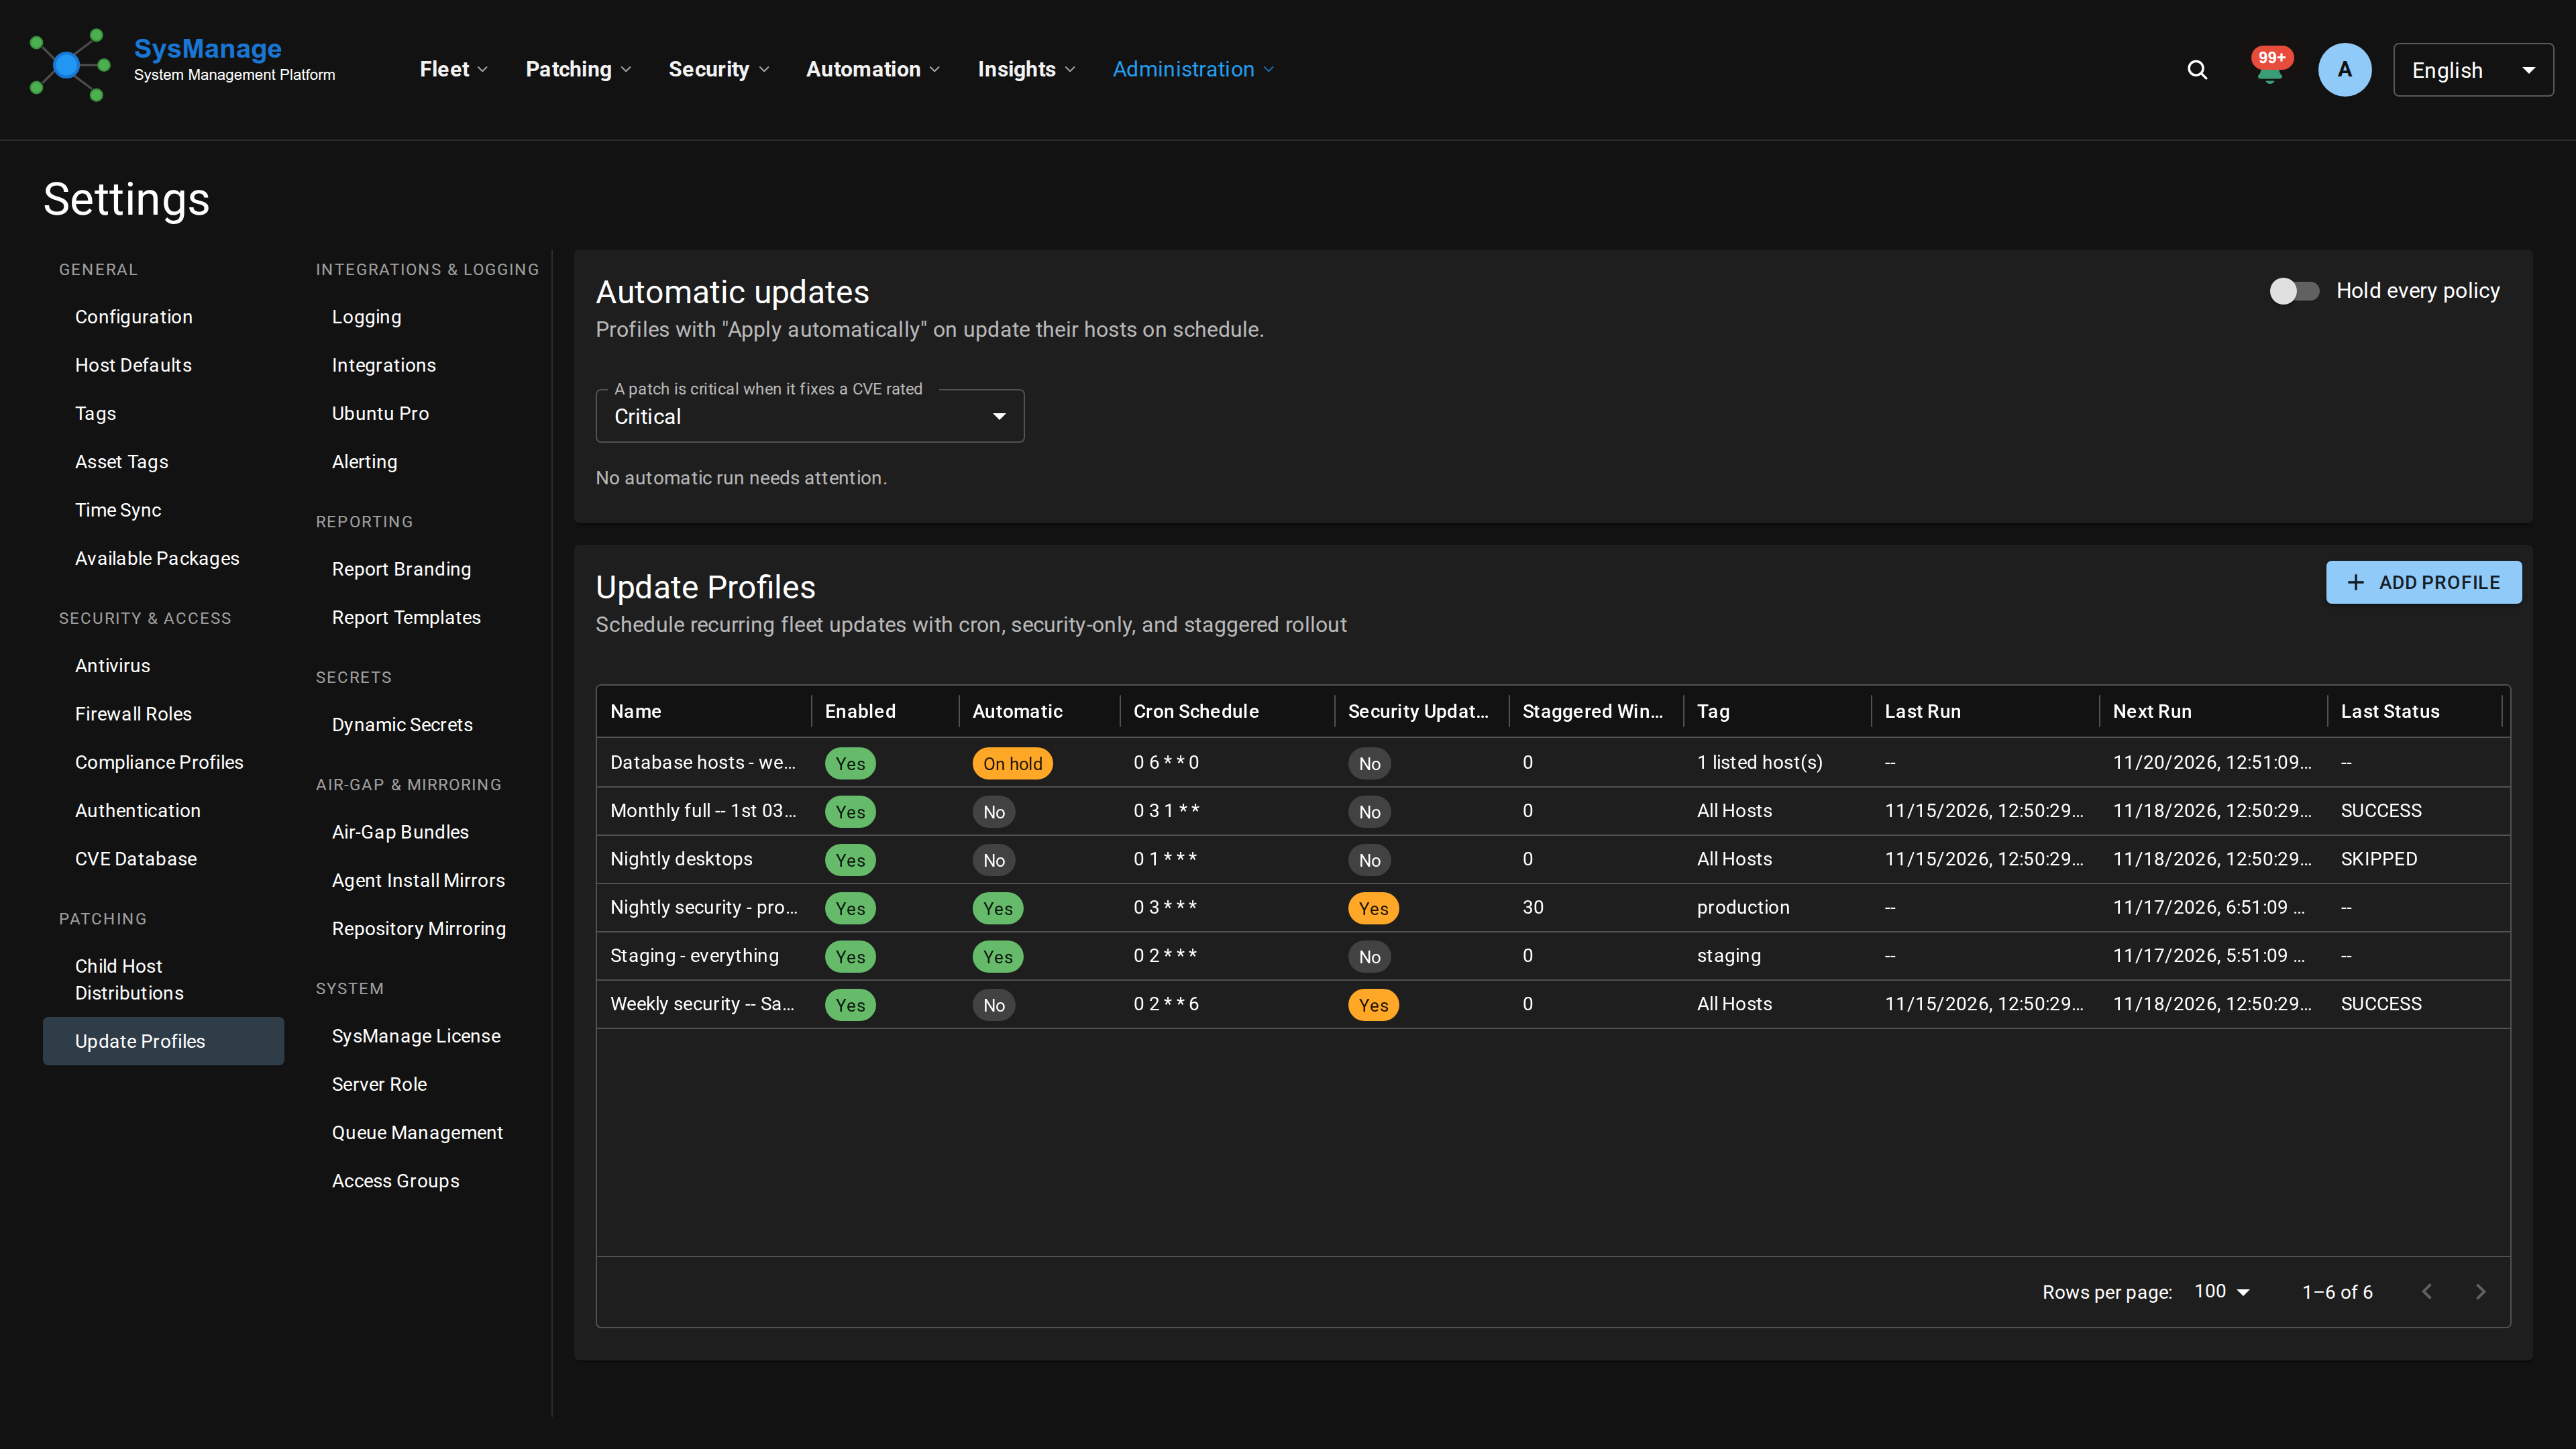 SysManage
System Management Platform
Fleet
Patching
Security
Automation
Insights
Administration
99+
A
English
Settings
GENERAL
Configuration
Host Defaults
Tags
Asset Tags
Time Sync
Available Packages
SECURITY & ACCESS
Antivirus
Firewall Roles
Compliance Profiles
Authentication
CVE Database
PATCHING
Child Host
Distributions
Update Profiles
INTEGRATIONS & LOGGING
Logging
Integrations
Ubuntu Pro
Alerting
REPORTING
Report Branding
Report Templates
SECRETS
Dynamic Secrets
AIR-GAP & MIRRORING
Air-Gap Bundles
Agent Install Mirrors
Repository Mirroring
SYSTEM
SysManage License
Server Role
Queue Management
Access Groups
Automatic updates
Hold every policy
Profiles with "Apply automatically" on update their hosts on schedule.
A patch is critical when it fixes a CVE rated
Critical
No automatic run needs attention.
Update Profiles
ADD PROFILE
Schedule recurring fleet updates with cron, security-only, and staggered rollout
Name Enabled Automatic Cron Schedule Security Updat... Staggered Win... Tag Last Run Next Run Last Status
Database hosts - we... Yes On hold 0 6 * * 0 No 0 1 listed host(s) -- 11/20/2026, 12:51:09... --
Monthly full -- 1st 03... Yes No 0 3 1 * * No 0 All Hosts 11/15/2026, 12:50:29... 11/18/2026, 12:50:29... SUCCESS
Nightly desktops Yes No 0 1 * * * No 0 All Hosts 11/15/2026, 12:50:29... 11/18/2026, 12:50:29... SKIPPED
Nightly security - pro... Yes Yes 0 3 * * * Yes 30 production -- 11/17/2026, 6:51:09 ... --
Staging - everything Yes Yes 0 2 * * * No 0 staging -- 11/17/2026, 5:51:09 ... --
Weekly security -- Sa... Yes No 0 2 * * 6 Yes 0 All Hosts 11/15/2026, 12:50:29... 11/18/2026, 12:50:29... SUCCESS
Rows per page: 100 1–6 of 6